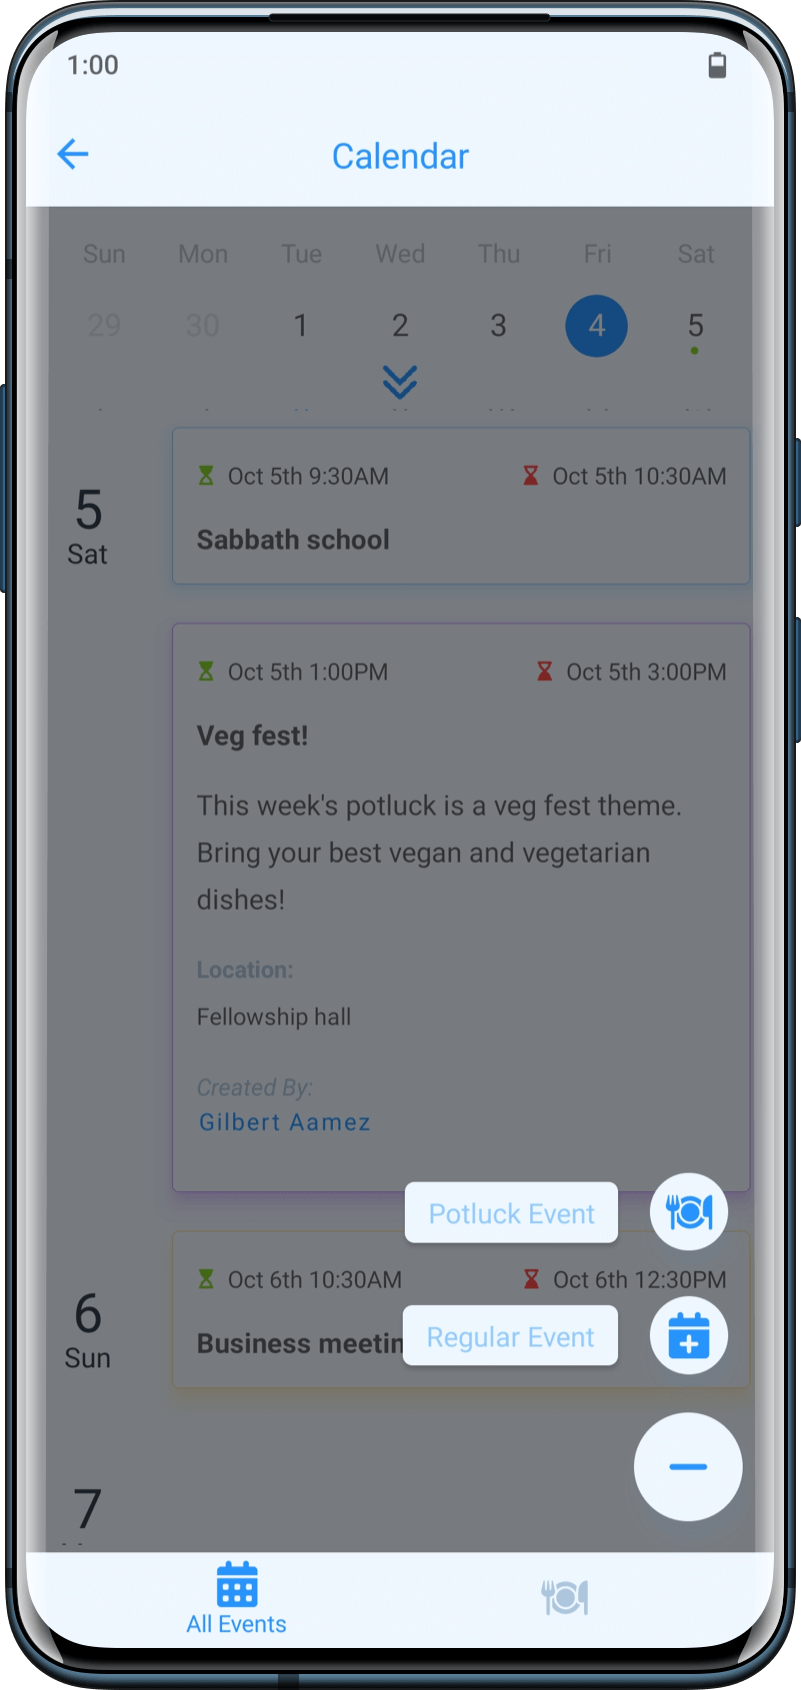 1:00
Calendar
Sun Mon Tue Wed Thu Fri Sat
29 30 1 2 3 4 5
5
Sat
Oct 5th 9:30AM Oct 5th 10:30AM
Sabbath school
Oct 5th 1:00PM Oct 5th 3:00PM
Veg fest!
This week's potluck is a veg fest theme.
Bring your best vegan and vegetarian
dishes!
Location:
Fellowship hall
Created By:
Gilbert Aamez
Potluck Event
6
Sun
Oct 6th 10:30AM Oct 6th 12:30PM
Business meetin
Regular Event
7
All Events